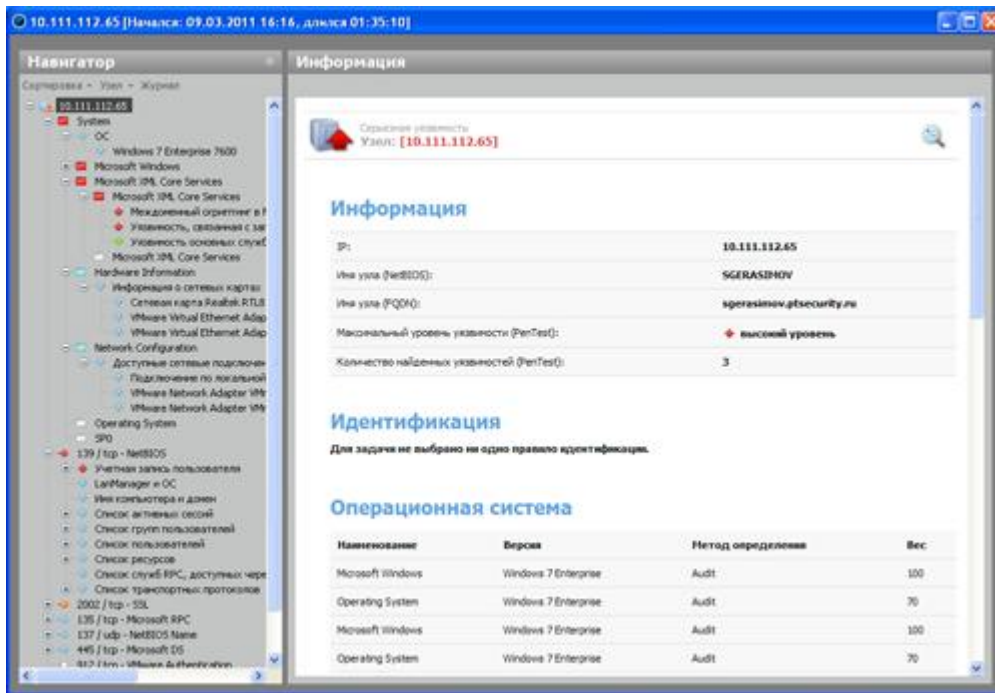 10.111.112.65 [Начался: 09.03.2011 16:16, длился 01:35:10]
Навигатор
Сортировка Узел Журнал
10.111.112.65
System
ОС
Windows 7 Enterprise 7600
Microsoft Windows
Microsoft XML Core Services
Microsoft XML Core Services
Междоменный скриптинг в
Уязвимость, связанная с
Уязвимость основных служб
Microsoft XML Core Services
Hardware Information
Информация о сетевых картах
Сетевая карта Realtek RTL8
VMware Virtual Ethernet Adap
VMware Virtual Ethernet Adap
Network Configuration
Доступные сетевые подключен
Подключение по локальной
VMware Network Adapter VMr
VMware Network Adapter VMr
Operating System
SP0
139 / tcp - NetBIOS
Учетная запись пользователя
LanManager и ОС
Имя компьютера и домен
Список активных сессий
Список групп пользователей
Список пользователей
Список ресурсов
Список служб RPC, доступных чере
Список транспортных протоколов
2002 / tcp - SSL
135 / tcp - Microsoft RPC
137 / udp - NetBIOS Name
445 / tcp - Microsoft DS
912 / tcp - VMware Authentication
Информация
Серьезная уязвимость
Узел: [10.111.112.65]
Информация
IP: 10.111.112.65
Имя узла (NetBIOS): SGERASIMOV
Имя узла (FQDN): sgerasimov.ptsecurity.ru
Максимальный уровень уязвимости (PenTest): высокий уровень
Количество найденных уязвимостей (PenTest): 3
Идентификация
Для задачи не выбрано ни одно правило идентификации.
Операционная система
Наименование Версия Метод определения Вес
Microsoft Windows Windows 7 Enterprise Audit 100
Operating System Windows 7 Enterprise Audit 70
Microsoft Windows Windows 7 Enterprise Audit 100
Operating System Windows 7 Enterprise Audit 70